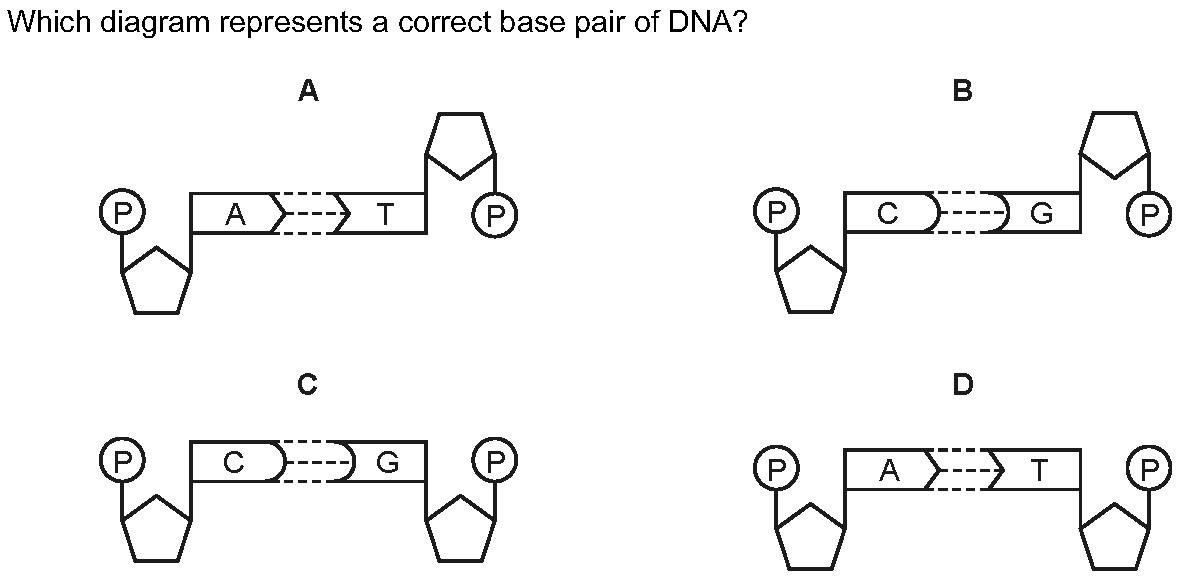 Which diagram represents a correct base pair of DNA?
A
B
P A T P
P C G P
C
D
P C G P
P A T P